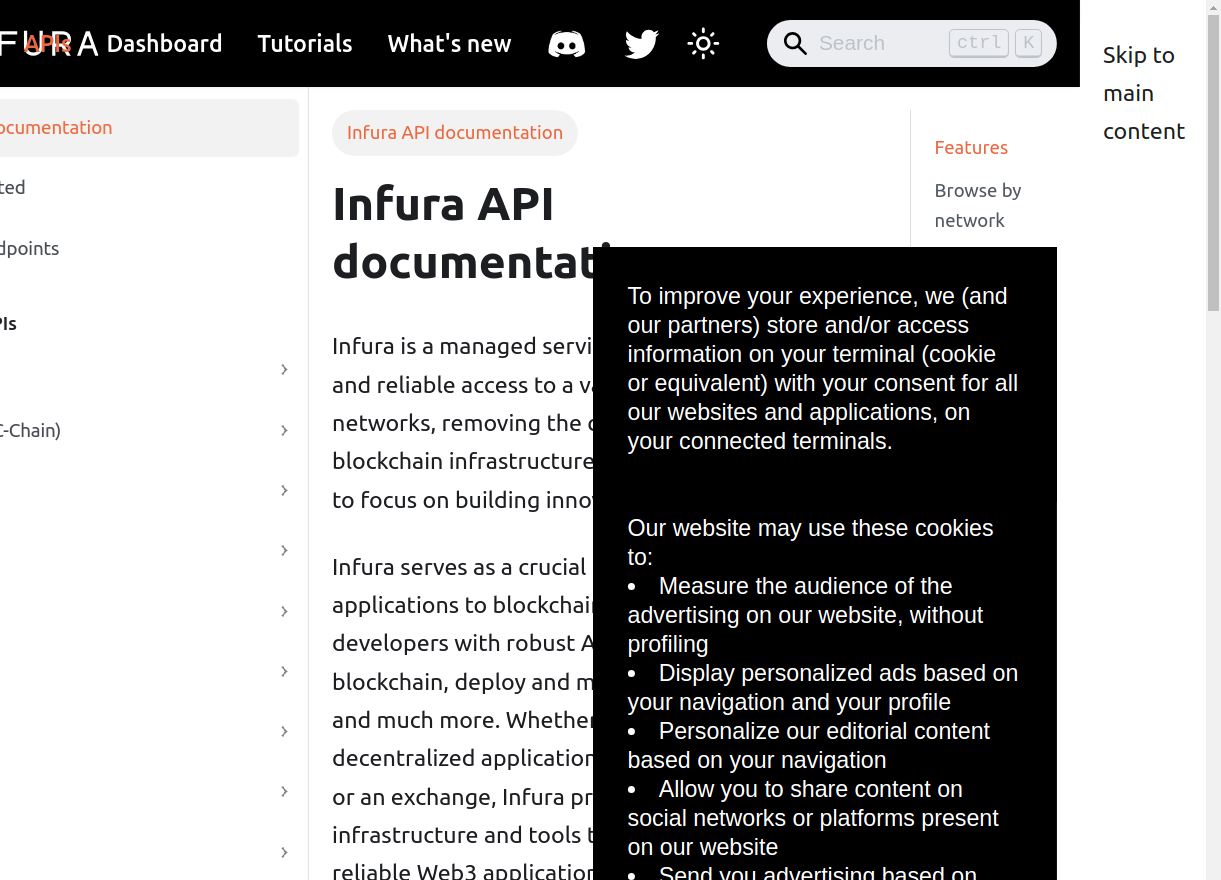 FURA APIs Dashboard Tutorials What's new Search ctrl K
Skip to
main
content
ocumentation
ted
dpoints
PIs
C-Chain)
Infura API documentation
Infura API
documentati
Infura is a managed servi
and reliable access to a va
networks, removing the c
blockchain infrastructure
to focus on building inno
Infura serves as a crucial
applications to blockchain
developers with robust A
blockchain, deploy and m
and much more. Whether
decentralized application
or an exchange, Infura pr
infrastructure and tools t
reliable Web3 application
Features
Browse by
network
To improve your experience, we (and
our partners) store and/or access
information on your terminal (cookie
or equivalent) with your consent for all
our websites and applications, on
your connected terminals.
Our website may use these cookies
to:
• Measure the audience of the
advertising on our website, without
profiling
• Display personalized ads based on
your navigation and your profile
• Personalize our editorial content
based on your navigation
• Allow you to share content on
social networks or platforms present
on our website
• Send you advertising based on